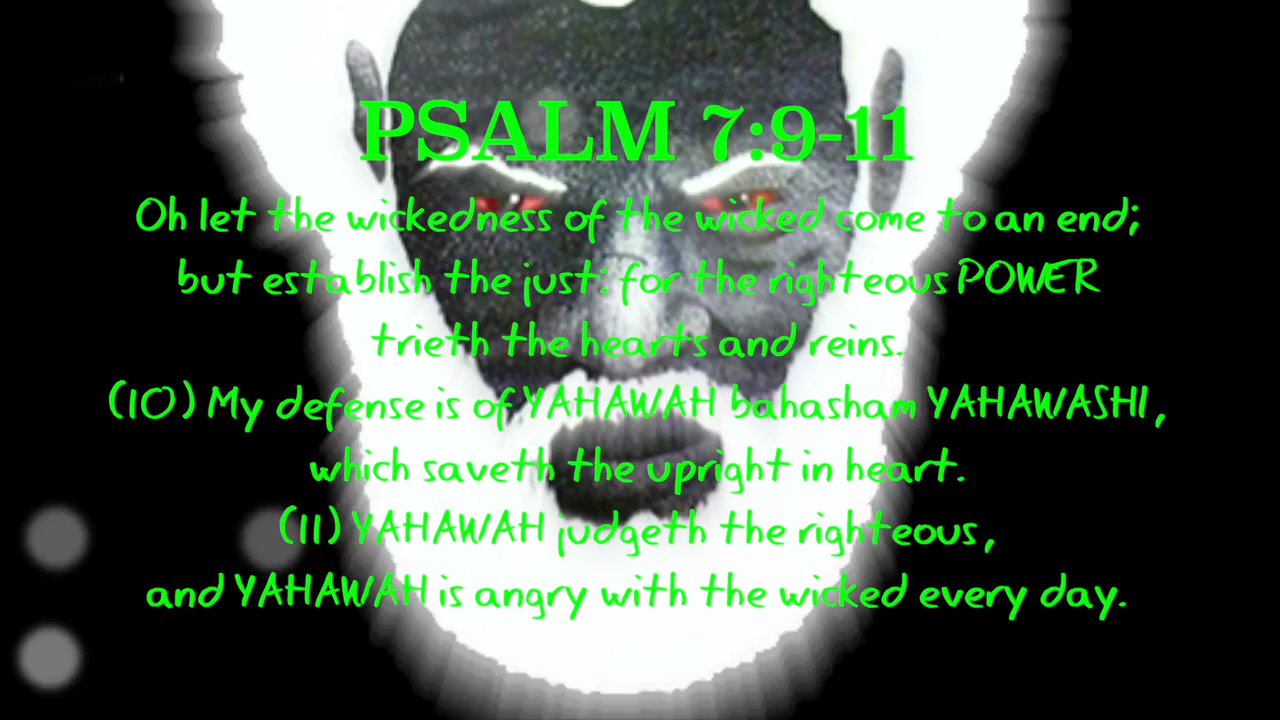 PSALM 7:9-11
Oh let the wickedness of the wicked come to an end;
but establish the just: for the righteous POWER
trieth the hearts and reins.
(10) My defense is of YAHAWAH bahasham YAHAWASHI,
which saveth the upright in heart.
(11) YAHAWAH judgeth the righteous,
and YAHAWAH is angry with the wicked every day.